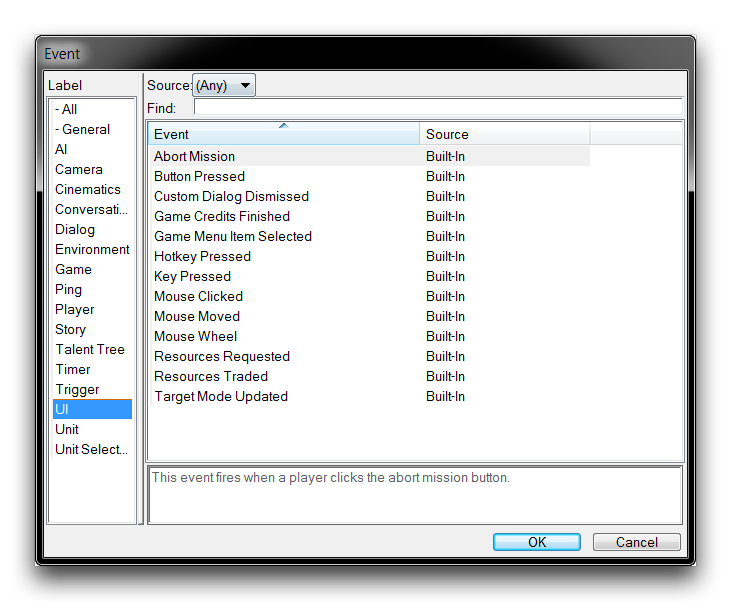 Event
Label
- All
- General
AI
Camera
Cinematics
Conversati...
Dialog
Environment
Game
Ping
Player
Story
Talent Tree
Timer
Trigger
UI
Unit
Unit Select...
Source: (Any)
Find:
Event Source
Abort Mission Built-In
Button Pressed Built-In
Custom Dialog Dismissed Built-In
Game Credits Finished Built-In
Game Menu Item Selected Built-In
Hotkey Pressed Built-In
Key Pressed Built-In
Mouse Clicked Built-In
Mouse Moved Built-In
Mouse Wheel Built-In
Resources Requested Built-In
Resources Traded Built-In
Target Mode Updated Built-In
This event fires when a player clicks the abort mission button.
OK Cancel